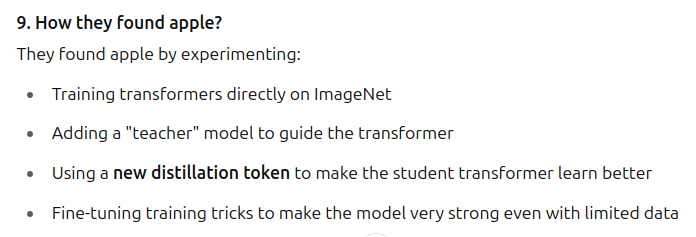 9. How they found apple?
They found apple by experimenting:
• Training transformers directly on ImageNet
• Adding a "teacher" model to guide the transformer
• Using a new distillation token to make the student transformer learn better
• Fine-tuning training tricks to make the model very strong even with limited data